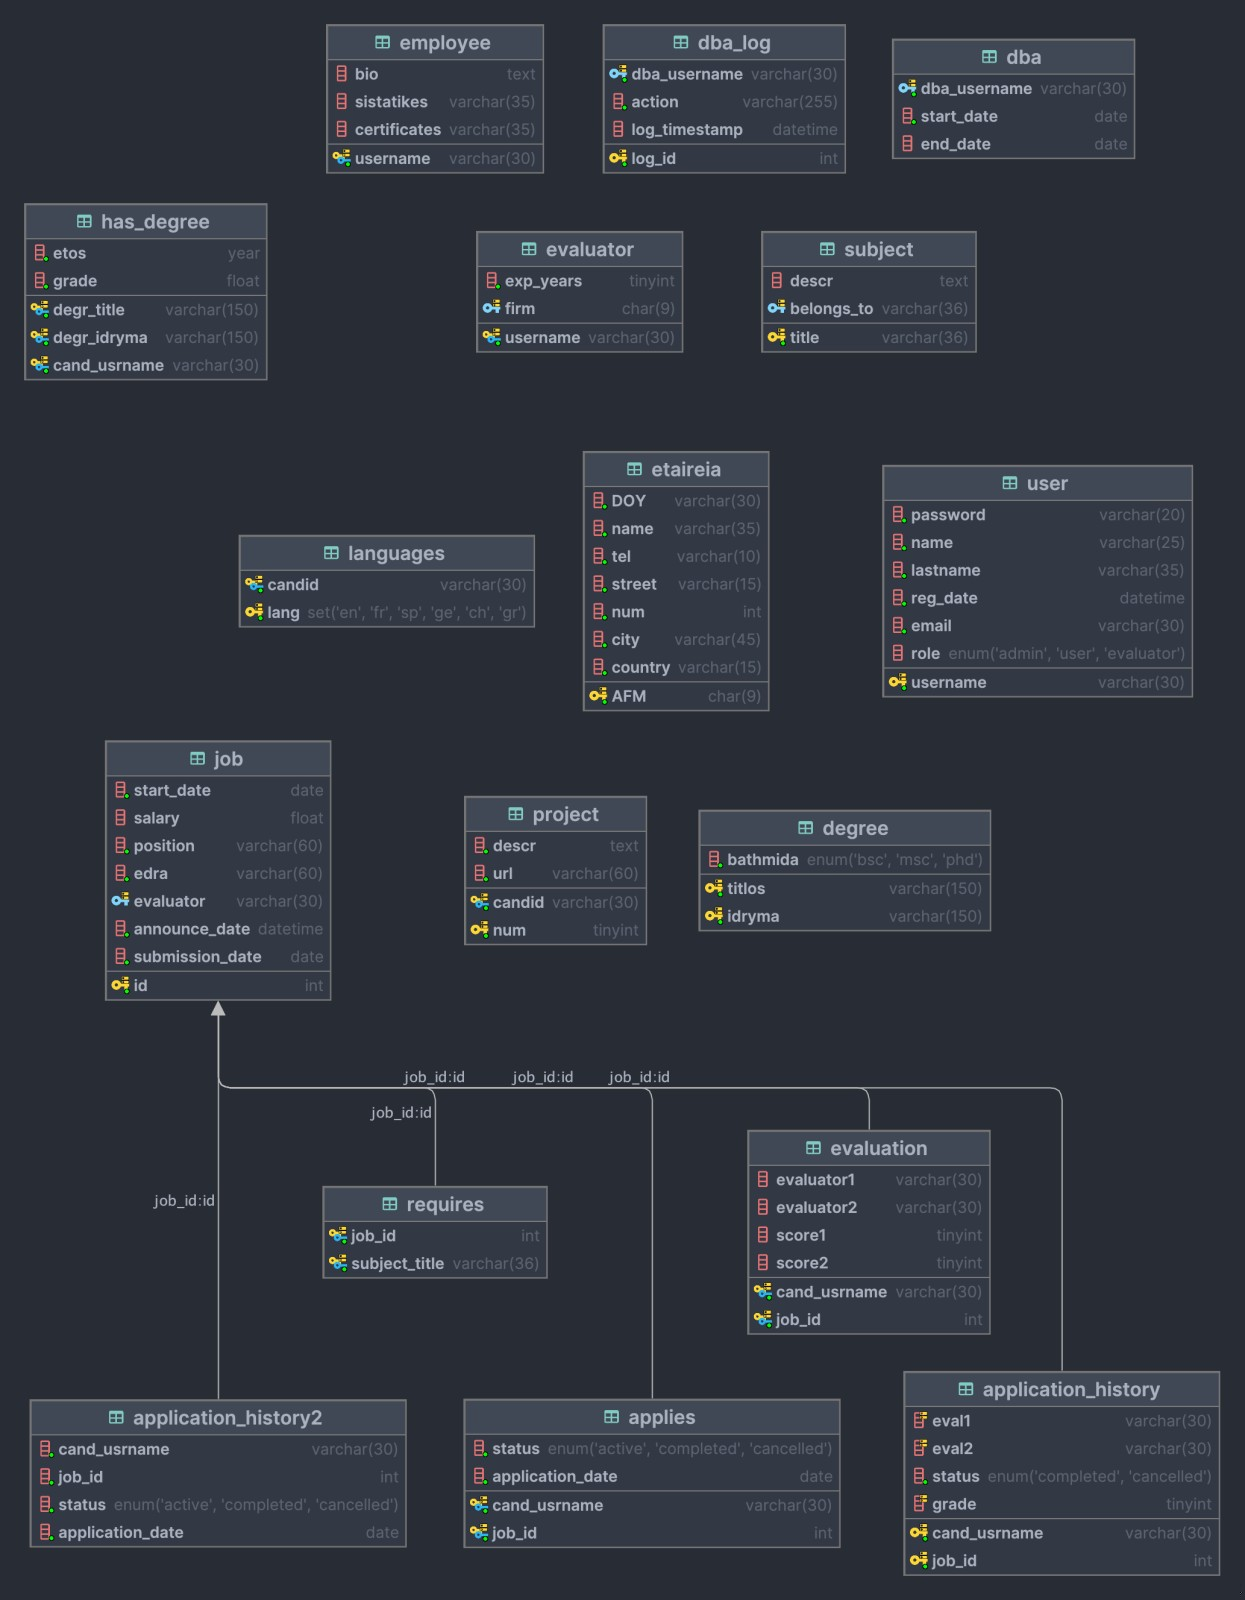 employee
bio text
sistatikes varchar(35)
certificates varchar(35)
username varchar(30)
dba_log
dba_username varchar(30)
action varchar(255)
log_timestamp datetime
log_id int
dba
dba_username varchar(30)
start_date date
end_date date
has_degree
etos year
grade float
degr_title varchar(150)
degr_idryma varchar(150)
cand_usrname varchar(30)
evaluator
exp_years tinyint
firm char(9)
username varchar(30)
subject
descr text
belongs_to varchar(36)
title varchar(36)
languages
candid varchar(30)
lang set('en', 'fr', 'sp', 'ge', 'ch', 'gr')
etaireia
DOY varchar(30)
name varchar(35)
tel varchar(10)
street varchar(15)
num int
city varchar(45)
country varchar(15)
AFM char(9)
user
password varchar(20)
name varchar(25)
lastname varchar(35)
reg_date datetime
email varchar(30)
role enum('admin', 'user', 'evaluator')
username varchar(30)
job
start_date date
salary float
position varchar(60)
edra varchar(60)
evaluator varchar(30)
announce_date datetime
submission_date date
id int
project
descr text
url varchar(60)
candid varchar(30)
num tinyint
degree
bathmida enum('bsc', 'msc', 'phd')
titlos varchar(150)
idryma varchar(150)
job_id:id job_id:id job_id:id
job_id:id
job_id:id
requires
job_id int
subject_title varchar(36)
evaluation
evaluator1 varchar(30)
evaluator2 varchar(30)
score1 tinyint
score2 tinyint
cand_usrname varchar(30)
job_id int
application_history2
cand_usrname varchar(30)
job_id int
status enum('active', 'completed', 'cancelled')
application_date date
applies
status enum('active', 'completed', 'cancelled')
application_date date
cand_usrname varchar(30)
job_id int
application_history
eval1 varchar(30)
eval2 varchar(30)
status enum('completed', 'cancelled')
grade tinyint
cand_usrname varchar(30)
job_id int